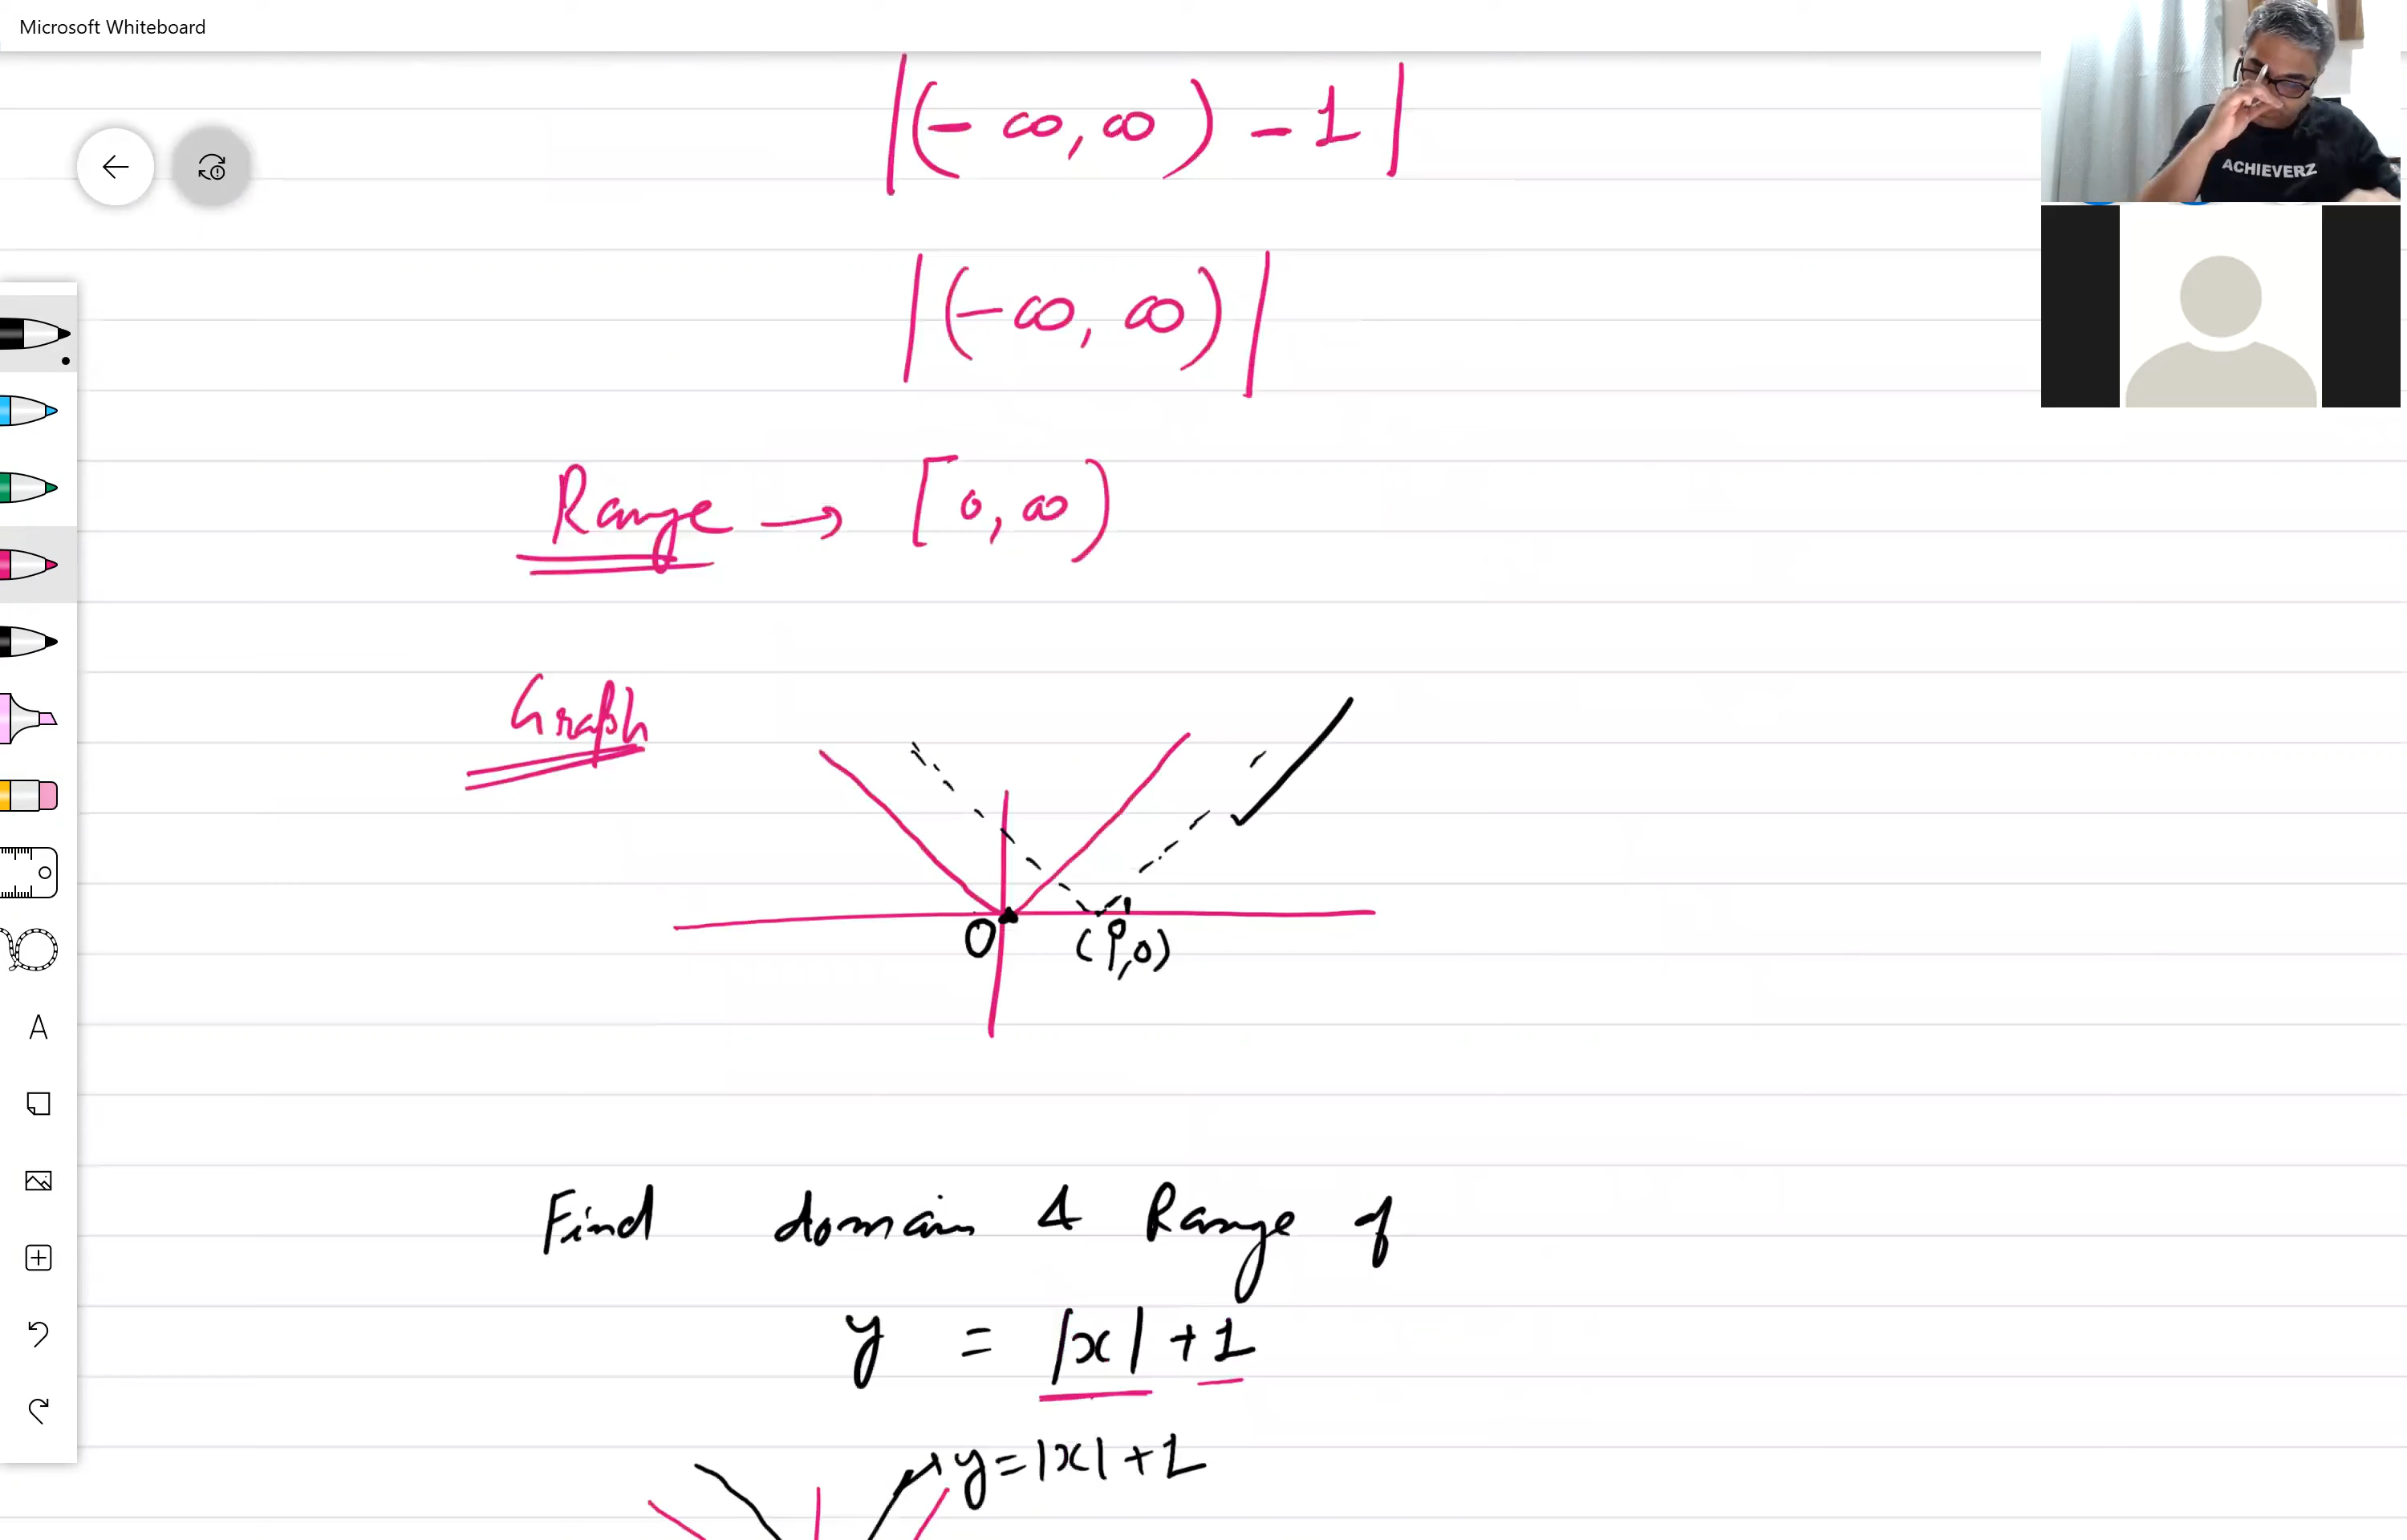 Microsoft Whiteboard
|(-∞,∞)-1|
ACHIEVERZ
|(-∞,∞)|
Range → [0,∞)
Graph
O (1,0)
A
Find domain & Range of
y = |x| + 1
y=|x|+1